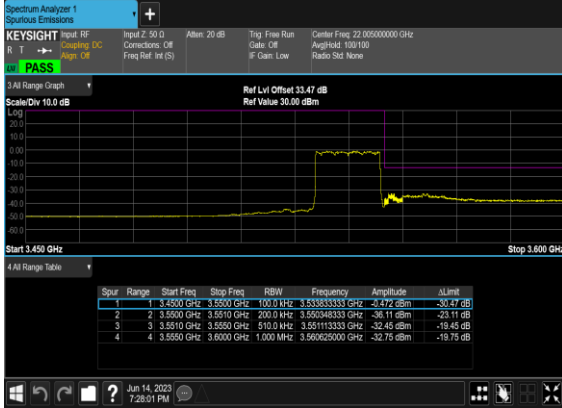 Spectrum Analyzer 1
Spurious Emissions
+
KEYSIGHT Input: RF Input Z: 50 Ω Atten: 20 dB Trig: Free Run Center Freq: 22.005000000 GHz
R T Coupling: DC Corrections: Off Gate: Off Avg|Hold: 100/100
Align: Off Freq Ref: Int (S) IF Gain: Low Radio Std: None
PASS
3.All Range Graph
Ref Lvl Offset 33.47 dB
Scale/Div 10.0 dB Ref Value 30.00 dBm
Log
20.0
10.0
0.00
-10.0
-20.0
-30.0
-40.0
-50.0
-60.0
Start 3.450 GHz Stop 3.600 GHz
4.All Range Table
Spur Range Start Freq Stop Freq RBW Frequency Amplitude ΔLimit
1 1 3.4500 GHz 3.5500 GHz 100.0 kHz 3.533833333 GHz -0.472 dBm -30.47 dB
2 2 3.5500 GHz 3.5510 GHz 200.0 kHz 3.550348333 GHz -36.11 dBm -23.11 dB
3 3 3.5510 GHz 3.5550 GHz 510.0 kHz 3.551113333 GHz -32.45 dBm -19.45 dB
4 4 3.5550 GHz 3.6000 GHz 1.000 MHz 3.560625000 GHz -32.75 dBm -19.75 dB
? Jun 14, 2023
7:28:01 PM